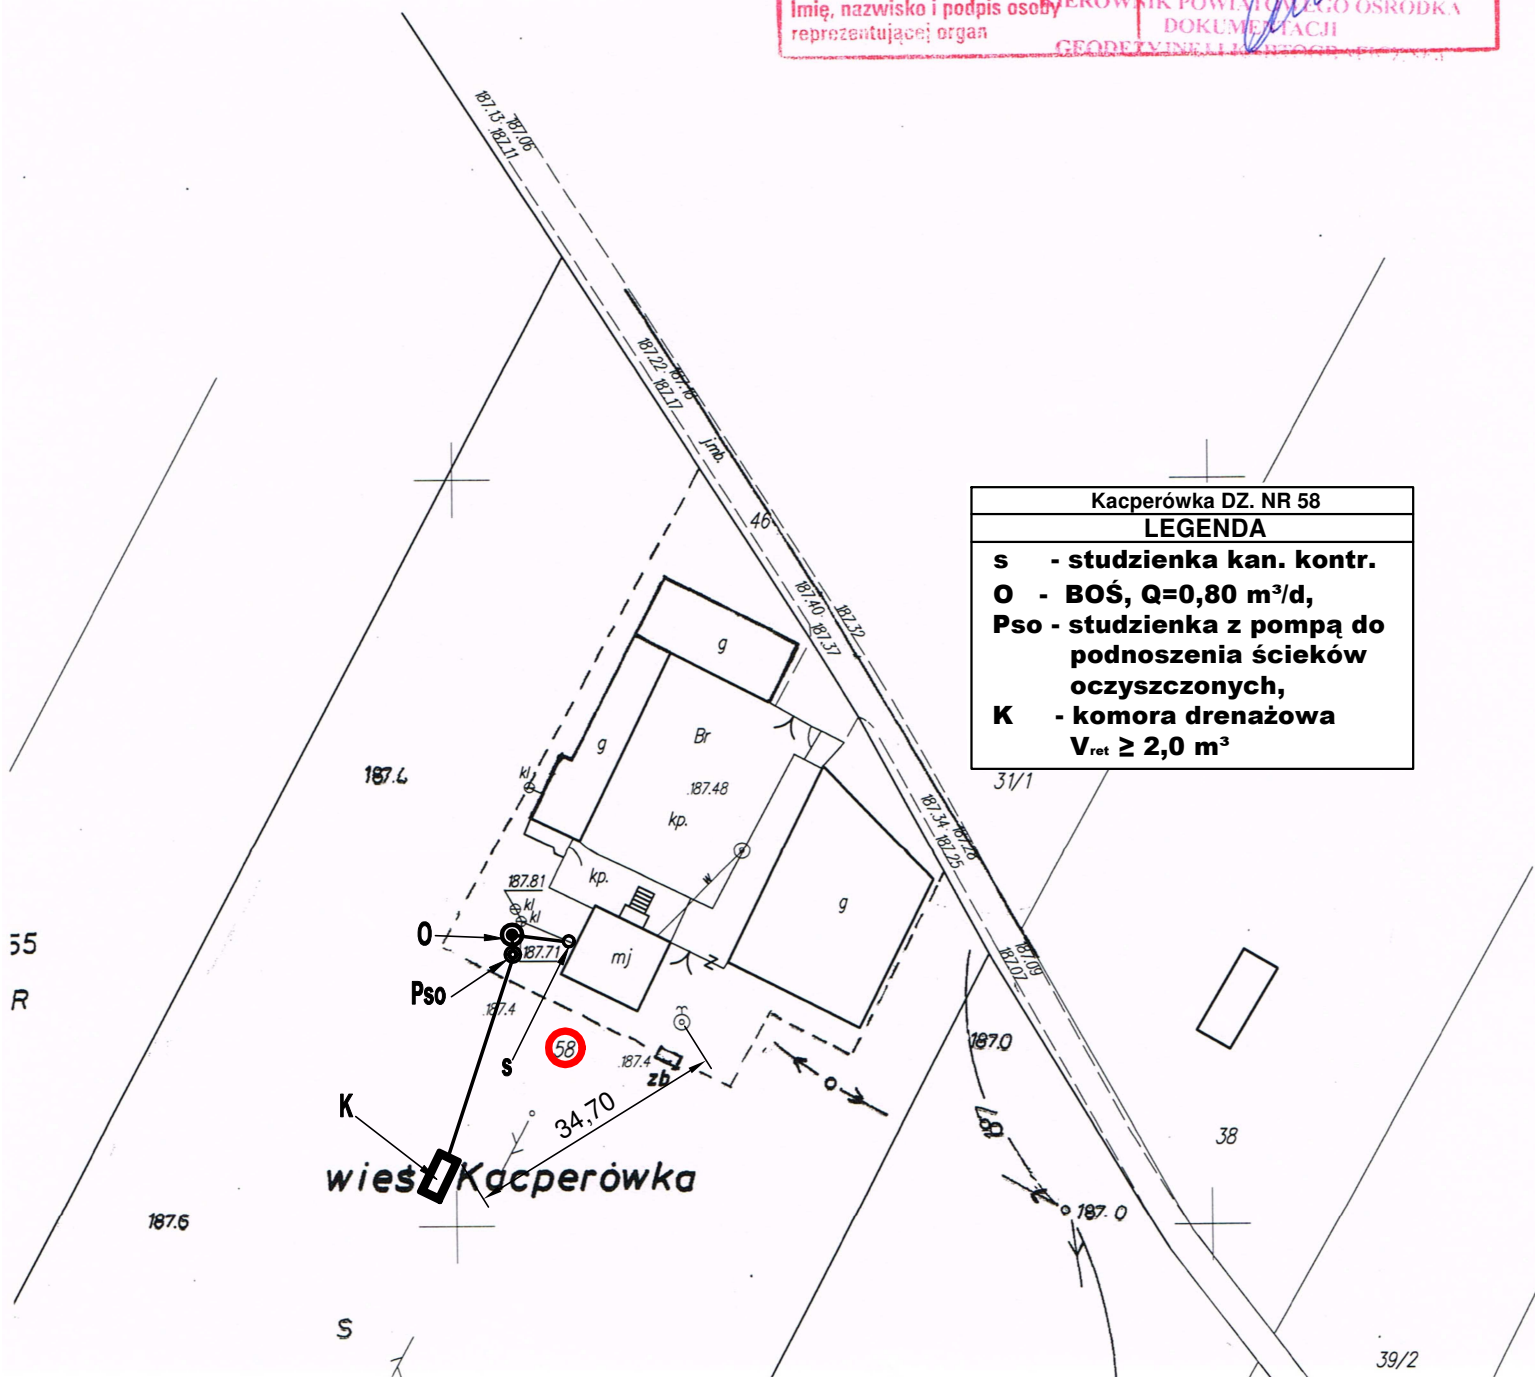 Imię, nazwisko i podpis osoby
reprezentującej organ
KIEROWNIK POWIATOWEGO OŚRODKA
DOKUMENTACJI
187.13
187.11
187.06
187.22
187.17
187.18
j.mb.
46
187.40
187.37
187.32
Kacperówka DZ. NR 58
LEGENDA
s - studzienka kan. kontr.
O - BOŚ, Q=0,80 m³/d,
Pso - studzienka z pompą do
podnoszenia ścieków
oczyszczonych,
K - komora drenażowa
Vret ≥ 2,0 m³
31/1
g
g
Br
.187.48
kp.
kl
187.34
187.25
187.28
kp.
w
g
187.81
kl
kl
O
187.71
mj
55
R
Pso
187.4
58
s
.187.4
zb
34,70
K
wieś Kacperówka
187.6
S
187.09
187.07
187.0
187
187.0
38
39/2